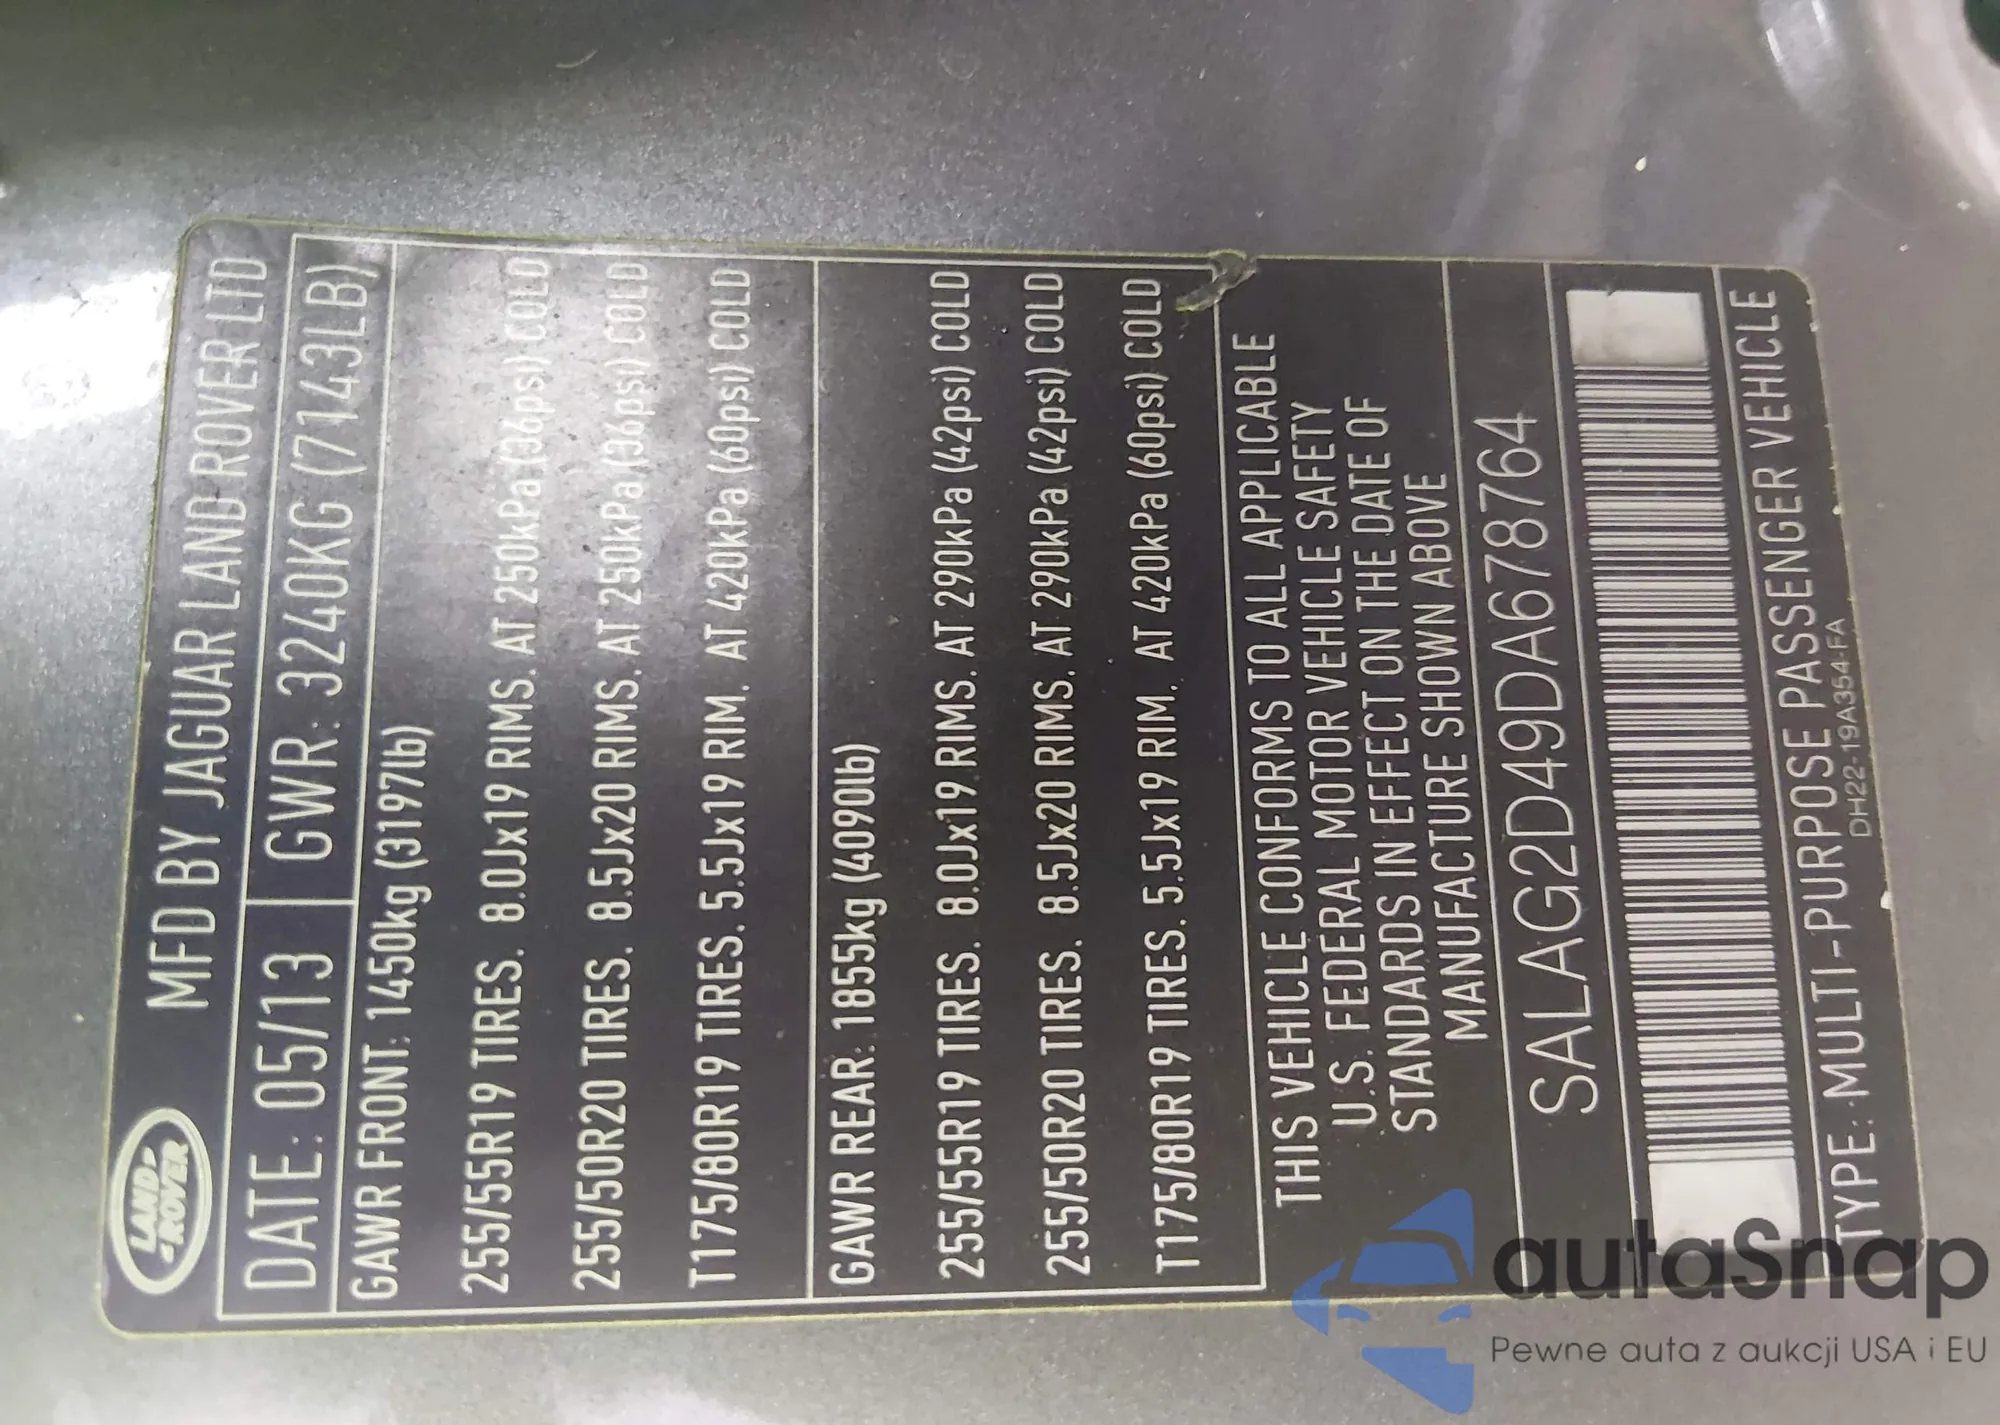 LAND
ROVER
MFD BY JAGUAR LAND ROVER LTD
DATE: 05/13 GWR: 3240KG (7143LB)
GAWR FRONT: 1450kg (3197lb)
255/55R19 TIRES. 8.0Jx19 RIMS. AT 250kPa (36psi) COLD
255/50R20 TIRES. 8.5Jx20 RIMS. AT 250kPa (36psi) COLD
T175/80R19 TIRES. 5.5Jx19 RIM. AT 420kPa (60psi) COLD
GAWR REAR: 1855kg (4090lb)
255/55R19 TIRES. 8.0Jx19 RIMS. AT 290kPa (42psi) COLD
255/50R20 TIRES. 8.5Jx20 RIMS. AT 290kPa (42psi) COLD
T175/80R19 TIRES. 5.5Jx19 RIM. AT 420kPa (60psi) COLD
THIS VEHICLE CONFORMS TO ALL APPLICABLE
U.S. FEDERAL MOTOR VEHICLE SAFETY
STANDARDS IN EFFECT ON THE DATE OF
MANUFACTURE SHOWN ABOVE
SALAG2D49DA678764
TYPE: MULTI-PURPOSE PASSENGER VEHICLE
DH22-19A354-FA
autaSnap
Pewne auta z aukcji USA i EU